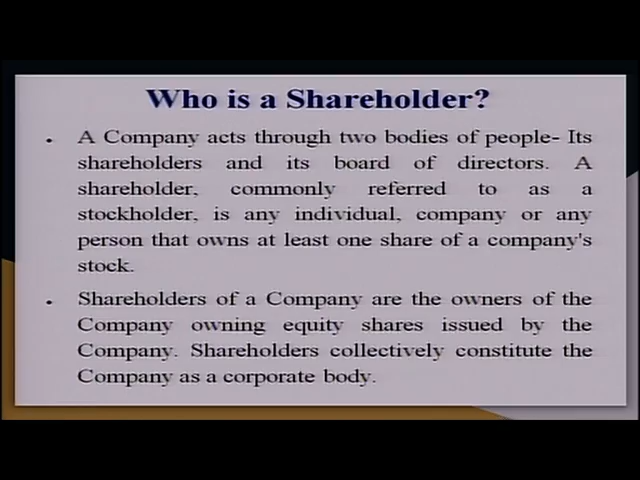 Who is a Shareholder?
• A Company acts through two bodies of people- Its
shareholders and its board of directors. A
shareholder, commonly referred to as a
stockholder, is any individual, company or any
person that owns at least one share of a company's
stock.
• Shareholders of a Company are the owners of the
Company owning equity shares issued by the
Company. Shareholders collectively constitute the
Company as a corporate body.